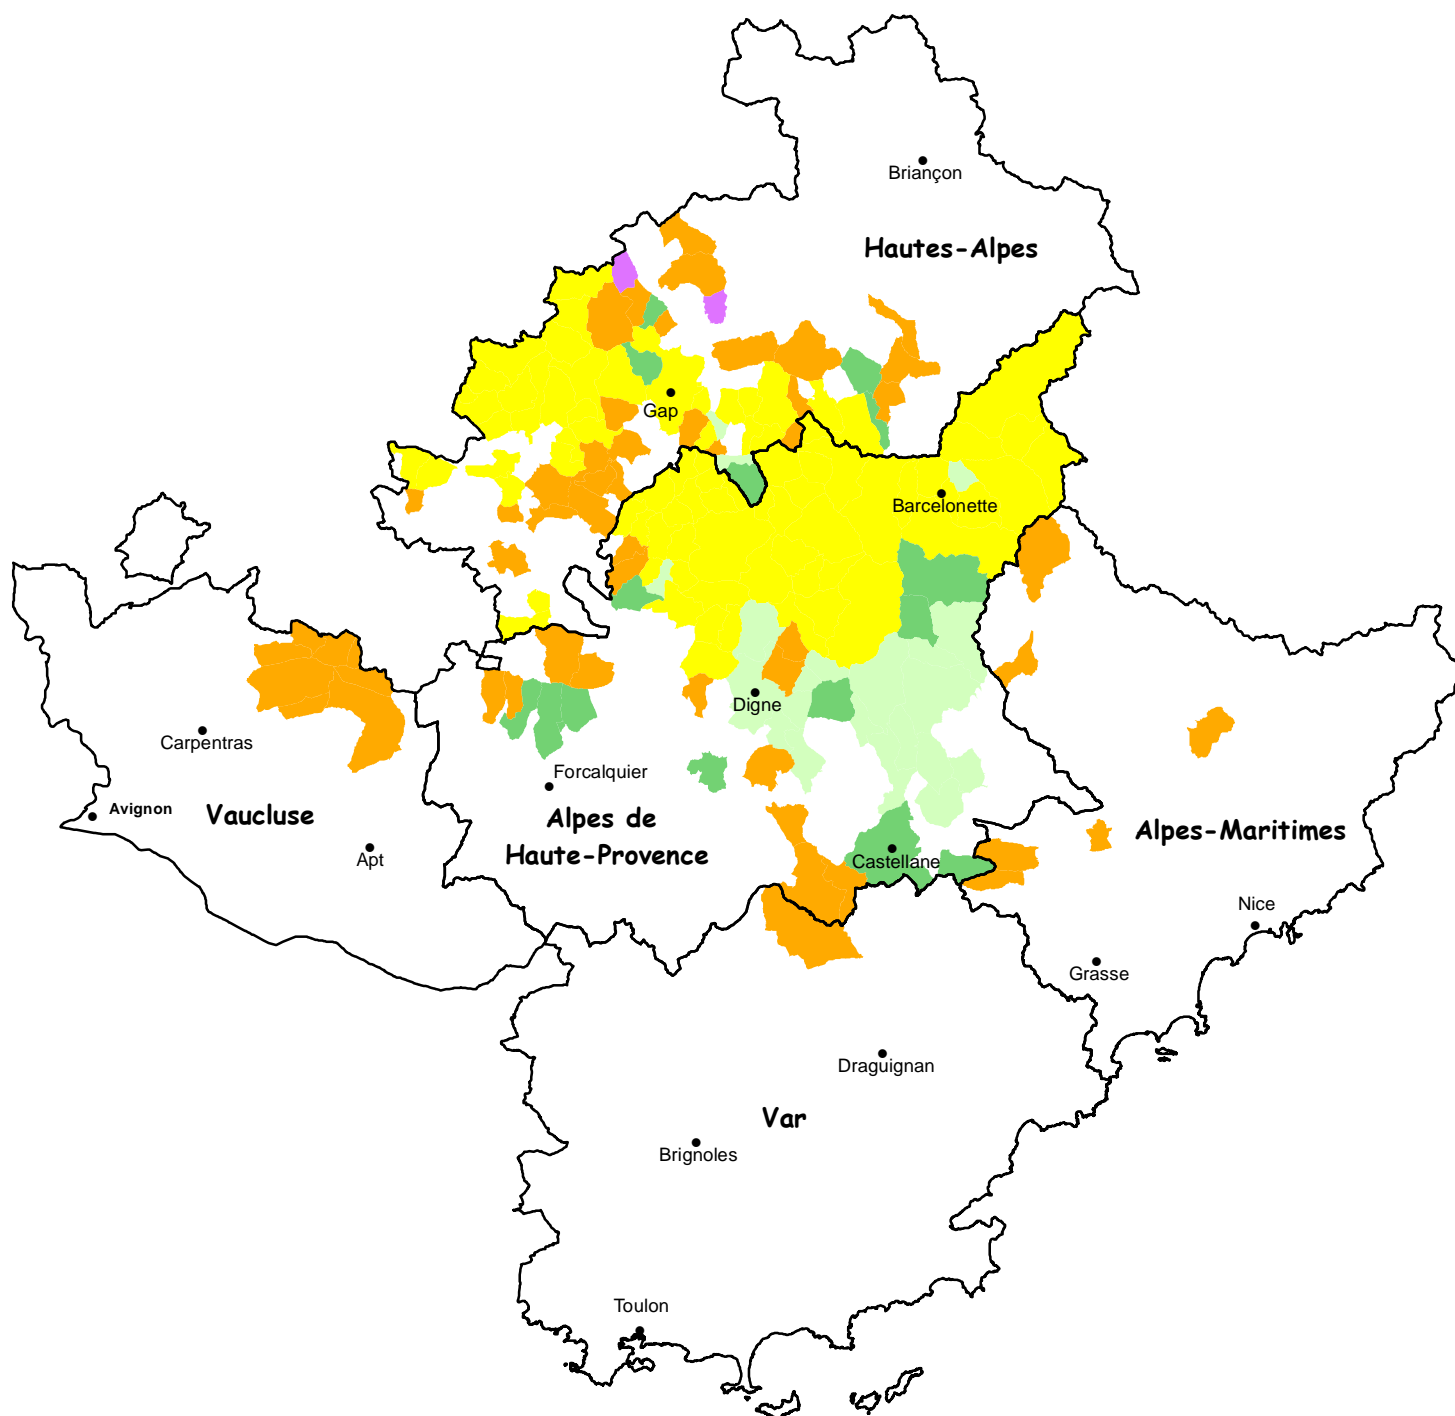 Briançon
Hautes-Alpes
Gap
Barcelonette
Digne
Carpentras
Forcalquier
Avignon
Vaucluse
Alpes de
Haute-Provence
Alpes-Maritimes
Apt
Castellane
Nice
Grasse
Draguignan
Var
Brignoles
Toulon